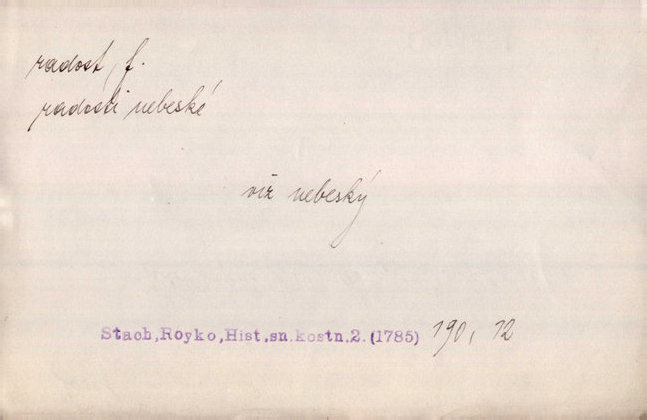 radost, f.
radosti nebeské
viz nebeský
Stach,Royko,Hist.sn.kostn.2.(1785) 190, 12